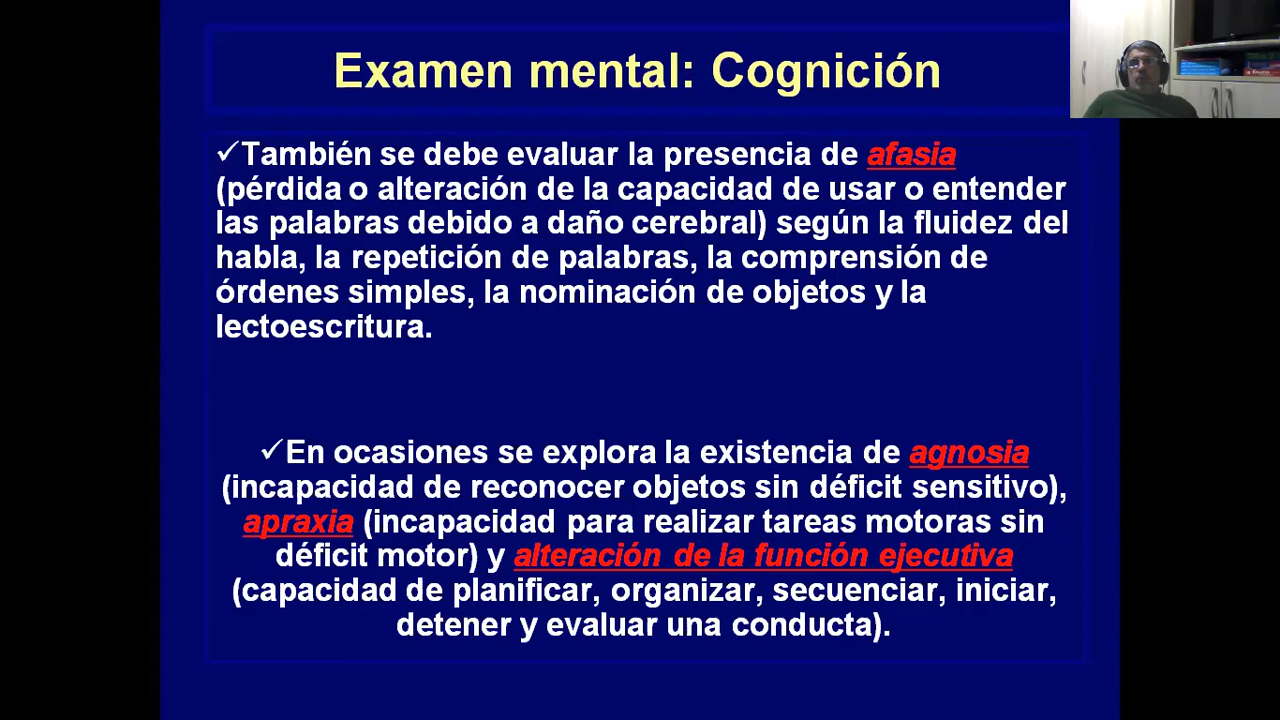 Examen mental: Cognición
✓También se debe evaluar la presencia de afasia
(pérdida o alteración de la capacidad de usar o entender
las palabras debido a daño cerebral) según la fluidez del
habla, la repetición de palabras, la comprensión de
órdenes simples, la nominación de objetos y la
lectoescritura.
✓En ocasiones se explora la existencia de agnosia
(incapacidad de reconocer objetos sin déficit sensitivo),
apraxia (incapacidad para realizar tareas motoras sin
déficit motor) y alteración de la función ejecutiva
(capacidad de planificar, organizar, secuenciar, iniciar,
detener y evaluar una conducta).